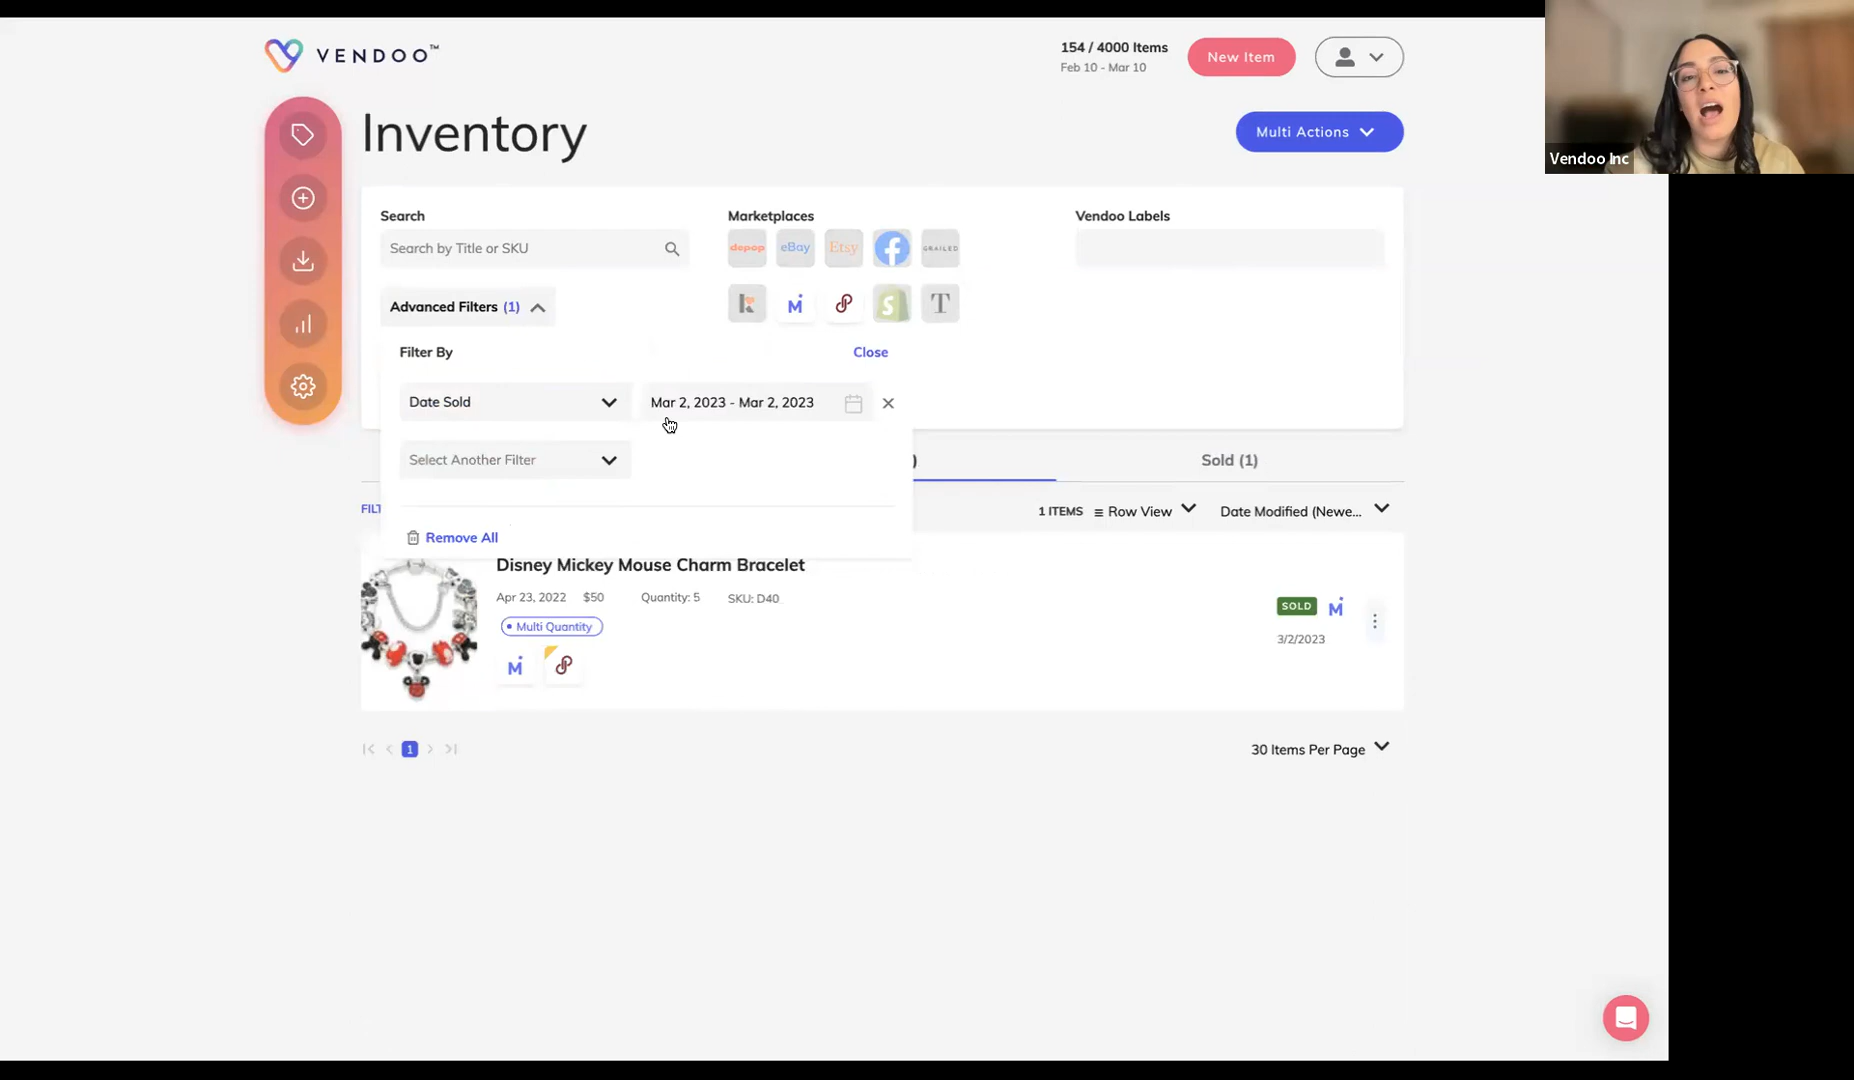 VENDOO™
154 / 4000 Items
Feb 10 - Mar 10
New Item
Vendoo Inc
Inventory
Multi Actions
Search
Marketplaces
Vendoo Labels
Search by Title or SKU
depop
eBay
Etsy
GRAILED
Advanced Filters (1)
Filter By
Close
Date Sold
Mar 2, 2023 - Mar 2, 2023
Select Another Filter
)
Sold (1)
FILT
1 ITEMS
Row View
Date Modified (Newe...
Remove All
Disney Mickey Mouse Charm Bracelet
Apr 23, 2022 $50 Quantity: 5 SKU: D40
• Multi Quantity
SOLD
3/2/2023
1
30 Items Per Page